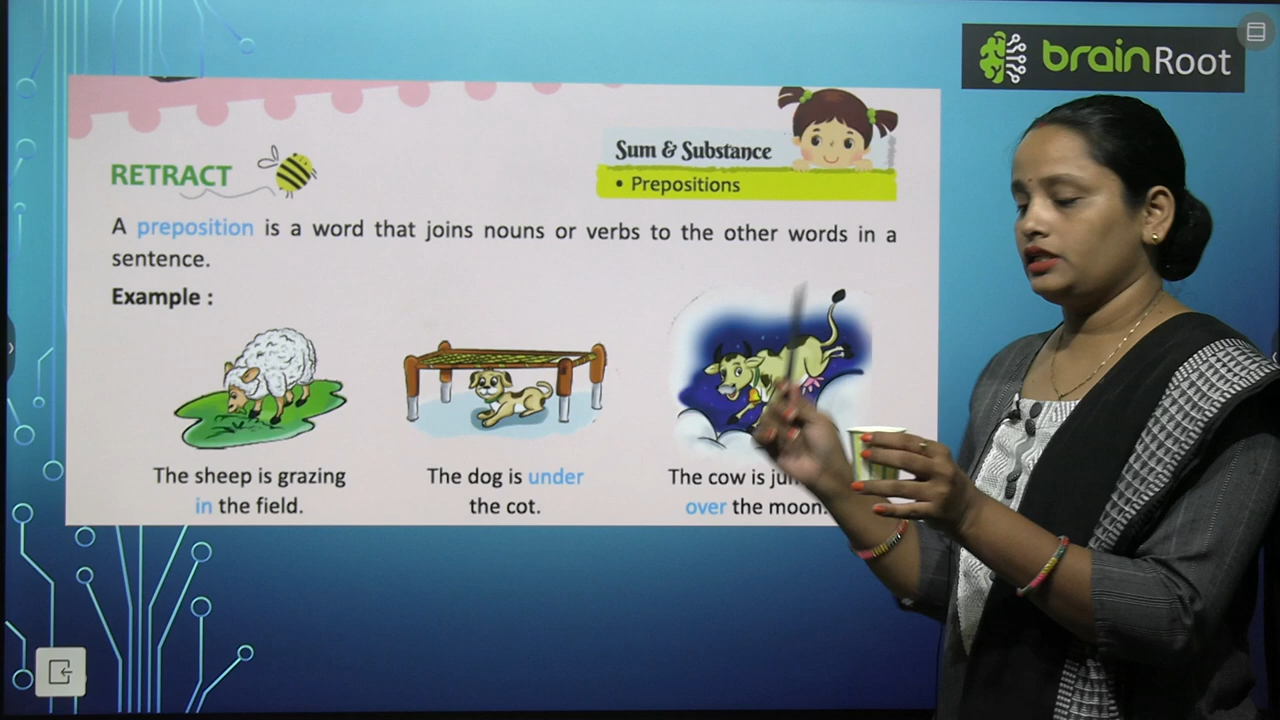 brainRoot
Sum & Substance
RETRACT
• Prepositions
A preposition is a word that joins nouns or verbs to the other words in a
sentence.
Example :
The sheep is grazing
in the field.
The dog is under
the cot.
The cow is
over the moon.